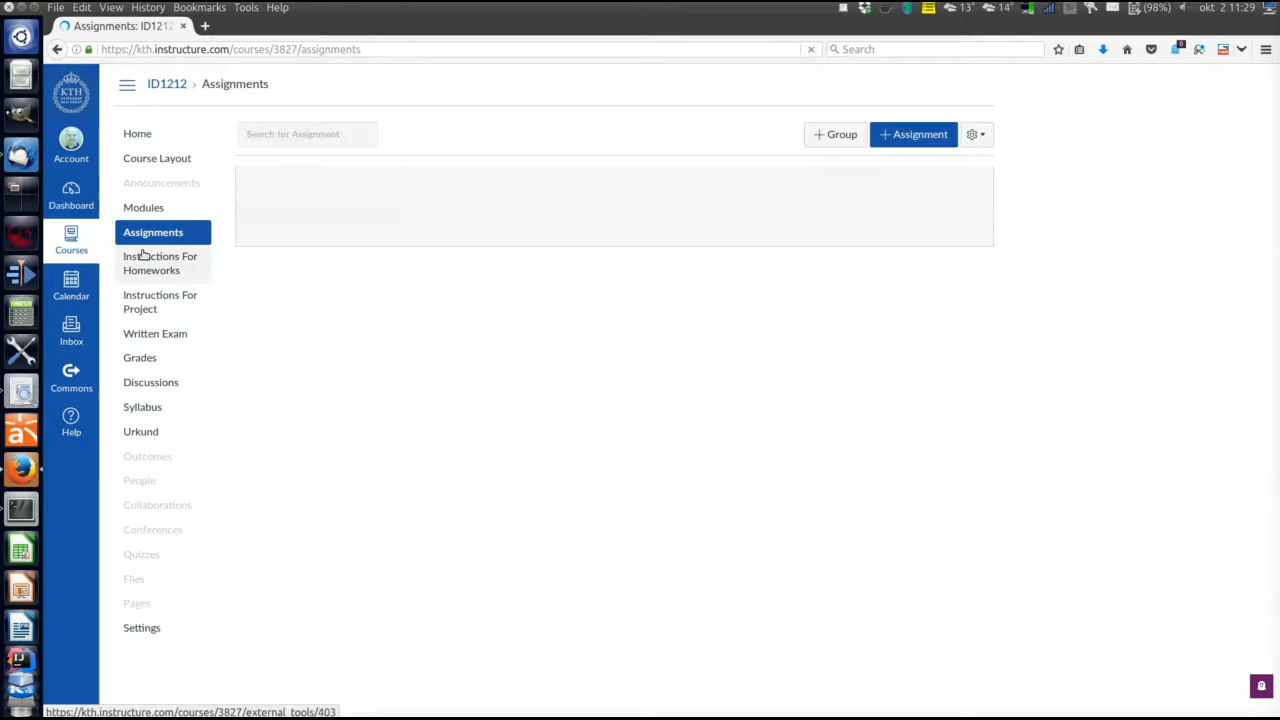 File Edit View History Bookmarks Tools Help
13° 14° (98%) okt 2 11:29
Assignments: ID1212
https://kth.instructure.com/courses/3827/assignments
Search
KTH
ID1212 › Assignments
Account
Dashboard
Courses
Calendar
Inbox
Commons
Help
Home
Course Layout
Announcements
Modules
Assignments
Instructions For
Homeworks
Instructions For
Project
Written Exam
Grades
Discussions
Syllabus
Urkund
Outcomes
People
Collaborations
Conferences
Quizzes
Files
Pages
Settings
Search for Assignment
+ Group
+ Assignment
https://kth.instructure.com/courses/3827/external_tools/403